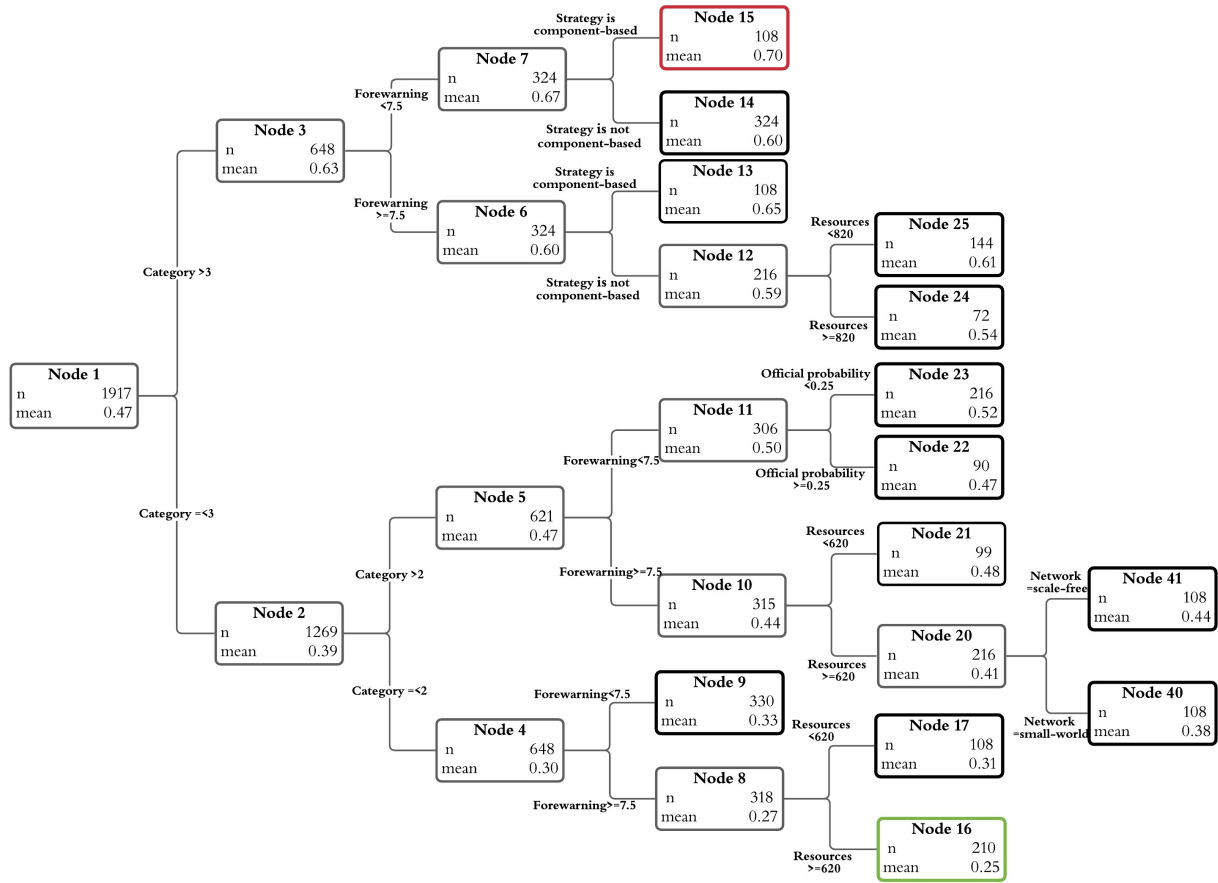 Node 1
n 1917
mean 0.47
Category >3
Category =<3
Node 3
n 648
mean 0.63
Node 2
n 1269
mean 0.39
Forewarning
<7.5
Forewarning
>=7.5
Category >2
Category =<2
Node 7
n 324
mean 0.67
Node 6
n 324
mean 0.60
Node 5
n 621
mean 0.47
Node 4
n 648
mean 0.30
Strategy is
component-based
Strategy is not
component-based
Strategy is
component-based
Strategy is not
component-based
Forewarning<7.5
Forewarning>=7.5
Forewarning<7.5
Forewarning>=7.5
Node 15
n 108
mean 0.70
Node 14
n 324
mean 0.60
Node 13
n 108
mean 0.65
Node 12
n 216
mean 0.59
Node 11
n 306
mean 0.50
Node 10
n 315
mean 0.44
Node 9
n 330
mean 0.33
Node 8
n 318
mean 0.27
Resources
<820
Resources
>=820
Official probability
<0.25
Official probability
>=0.25
Resources
<620
Resources
>=620
Resources
<620
Resources
>=620
Node 25
n 144
mean 0.61
Node 24
n 72
mean 0.54
Node 23
n 216
mean 0.52
Node 22
n 90
mean 0.47
Node 21
n 99
mean 0.48
Node 20
n 216
mean 0.41
Node 17
n 108
mean 0.31
Node 16
n 210
mean 0.25
Network
=scale-free
Network
=small-world
Node 41
n 108
mean 0.44
Node 40
n 108
mean 0.38